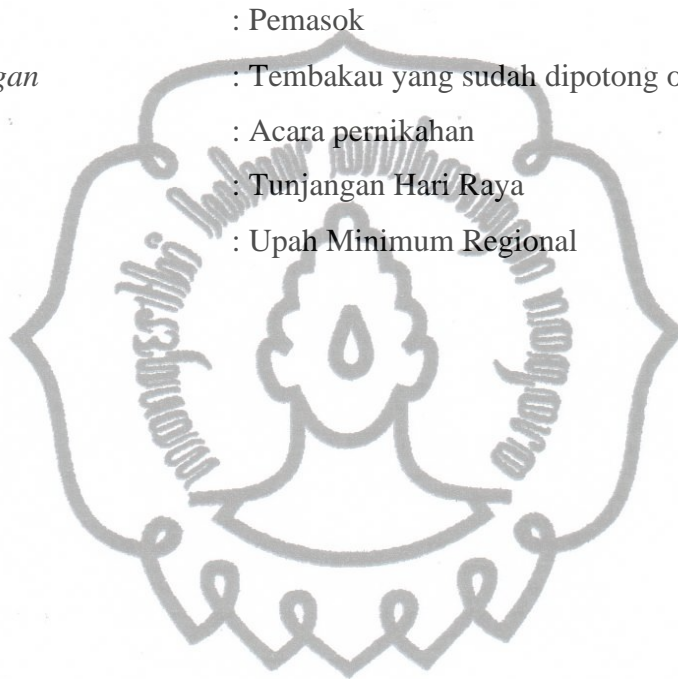 : Pemasok
gan : Tembakau yang sudah dipotong o
: Acara pernikahan
: Tunjangan Hari Raya
: Upah Minimum Regional